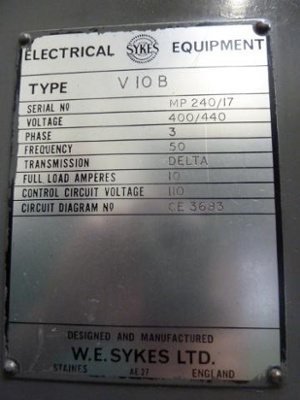 ELECTRICAL SYKES EQUIPMENT
TYPE V10B
SERIAL Nº MP 240/17
VOLTAGE 400/440
PHASE 3
FREQUENCY 50
TRANSMISSION DELTA
FULL LOAD AMPERES 10
CONTROL CIRCUIT VOLTAGE 110
CIRCUIT DIAGRAM Nº CE 3683
DESIGNED AND MANUFACTURED
W.E. SYKES LTD.
STAINES AE27 ENGLAND